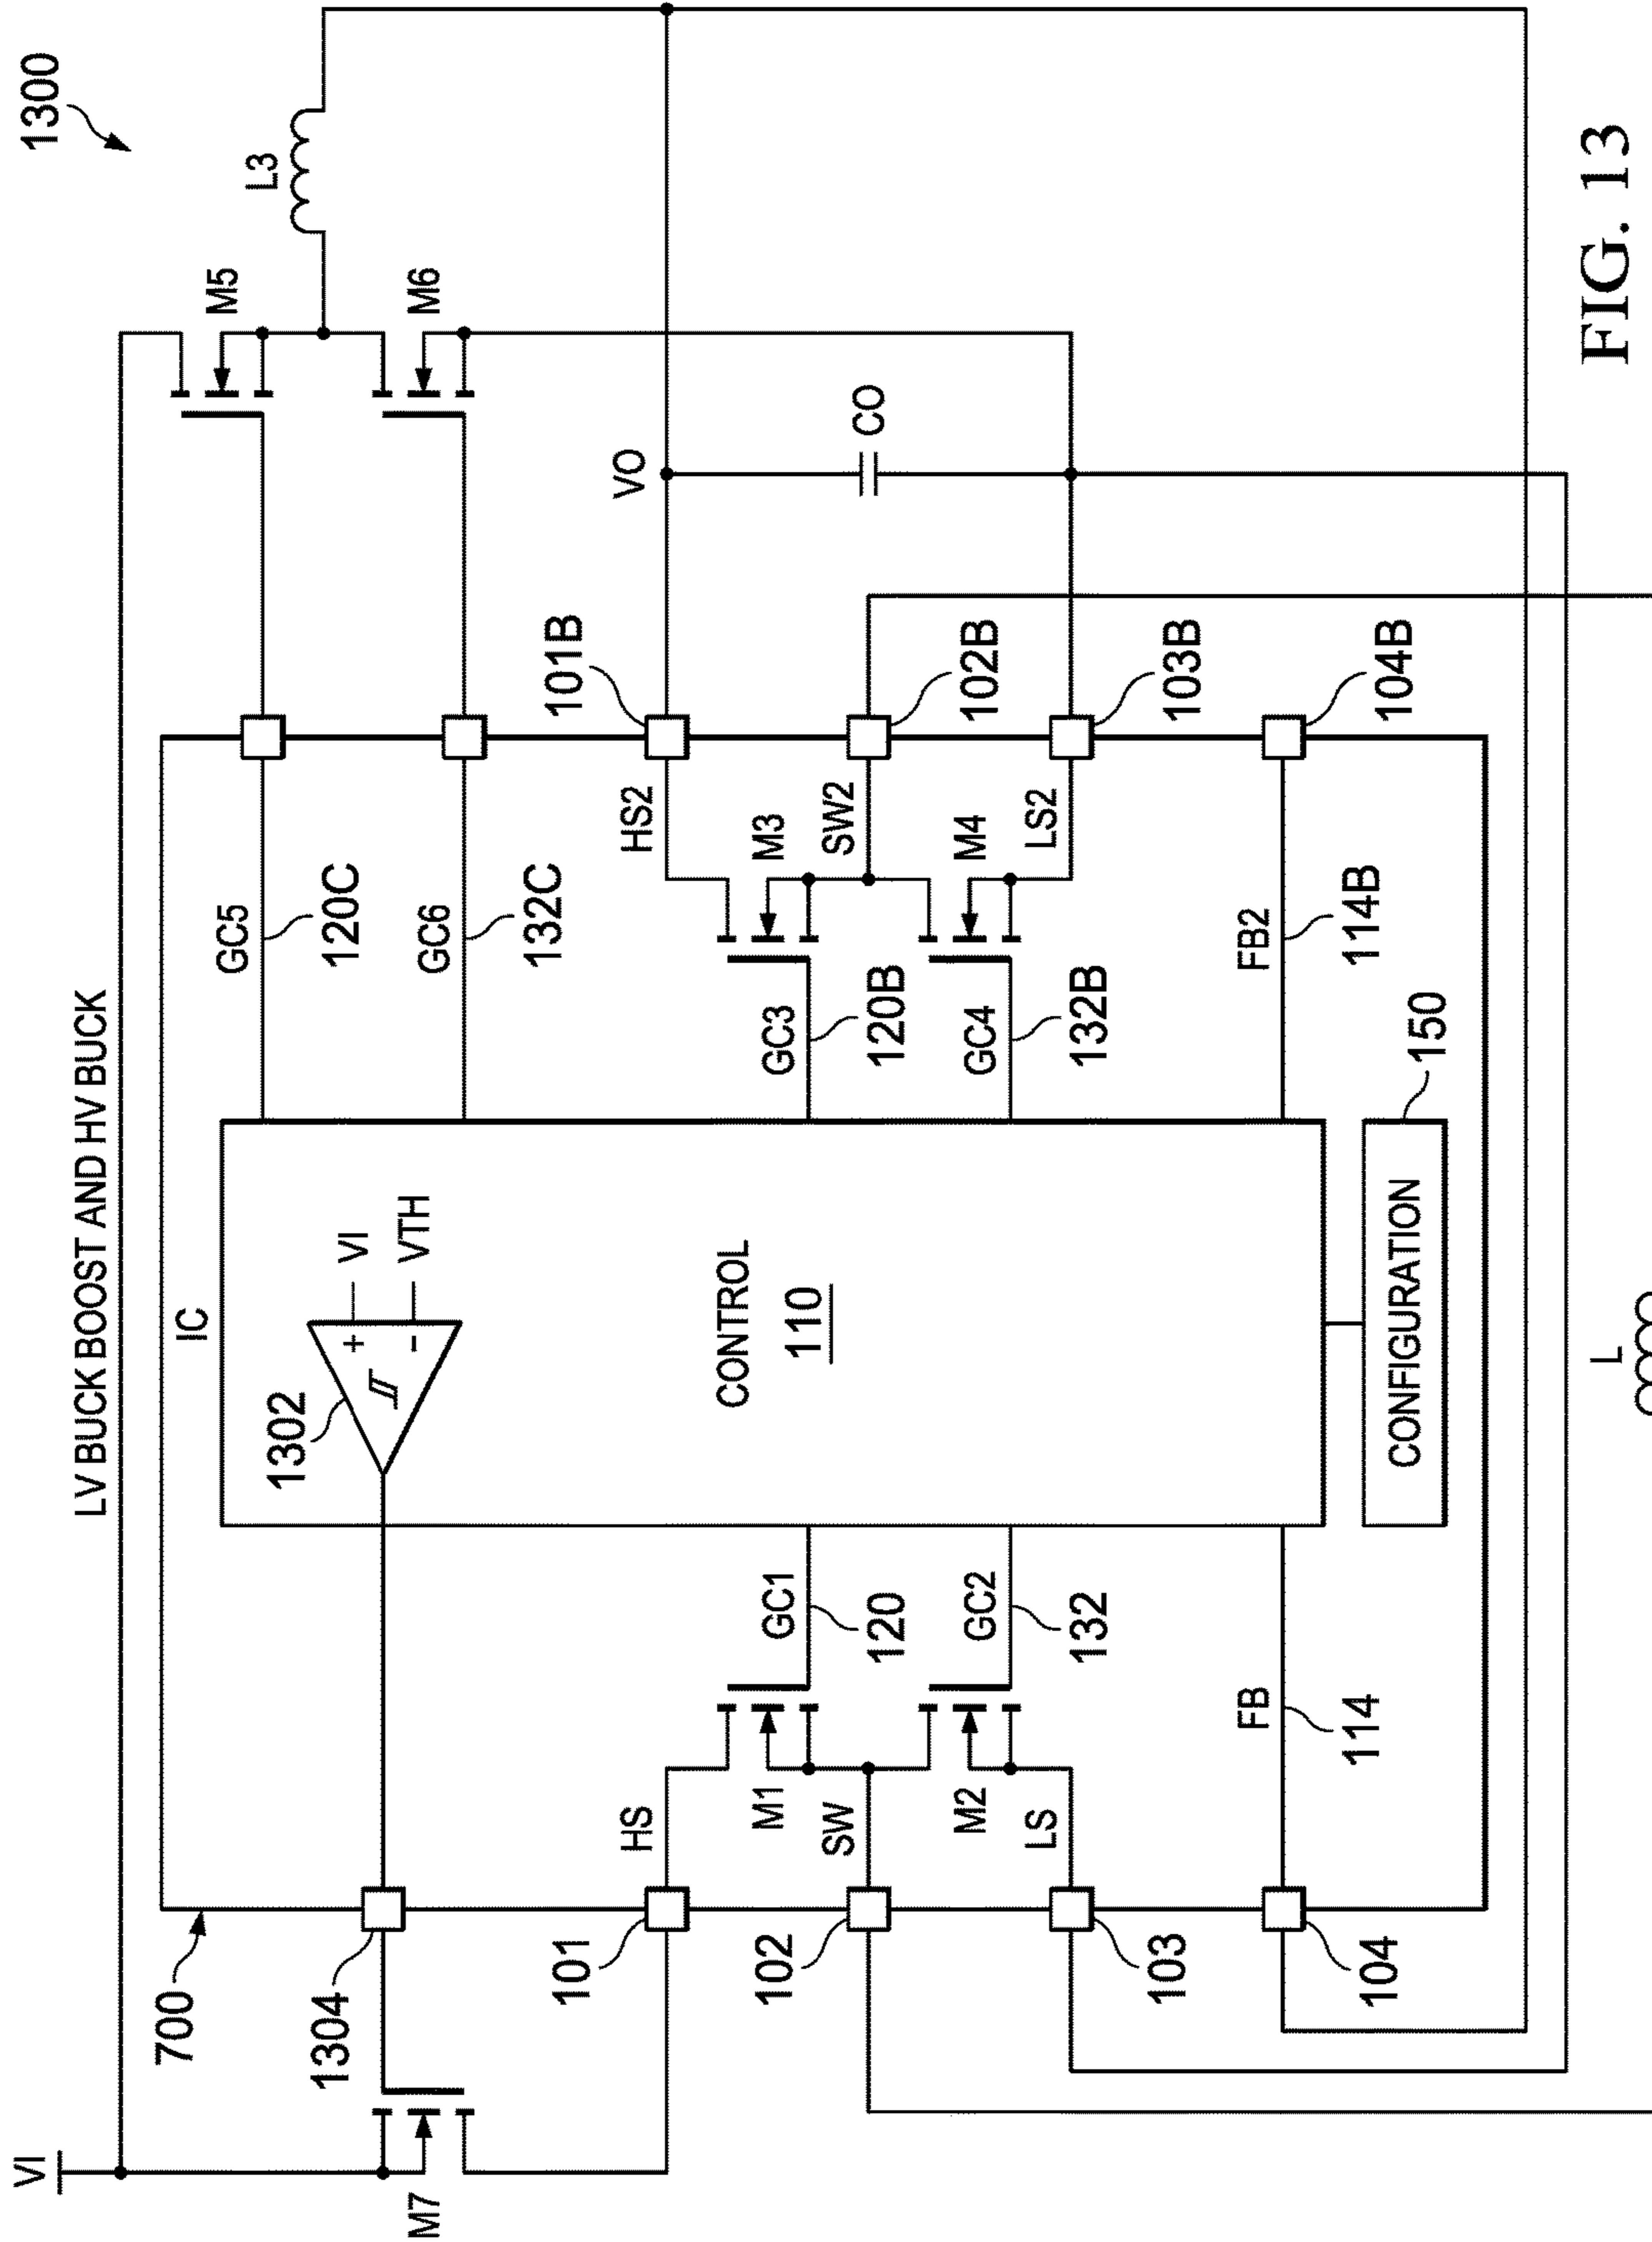 1300
LV BUCK BOOST AND HV BUCK
VI
M7
700
1304
IC
1302
+
-
VI
VTH
CONTROL
110
GC5
120C
GC6
132C
M5
M6
L3
VO
CO
101
HS
M1
GC1
120
102
SW
M2
GC2
132
103
LS
104
FB
114
HS2
101B
M3
GC3
120B
SW2
102B
M4
GC4
132B
LS2
103B
FB2
114B
104B
CONFIGURATION
150
L
FIG. 13